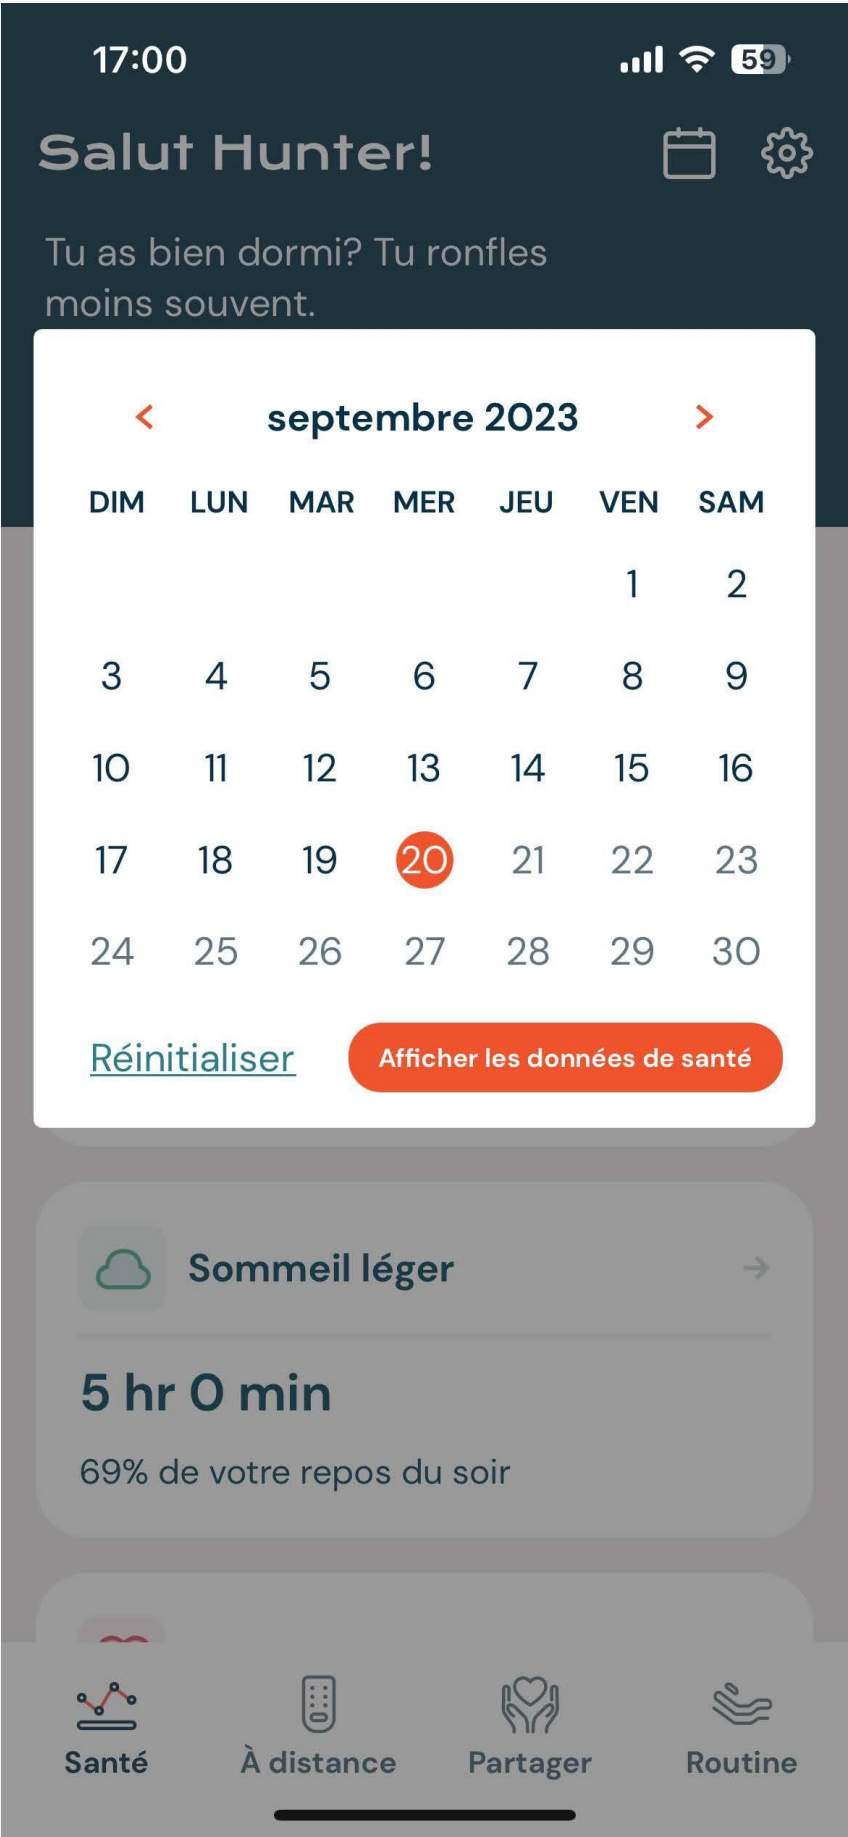 17:00
59
Salut Hunter!
Tu as bien dormi? Tu ronfles
moins souvent.
septembre 2023
DIM LUN MAR MER JEU VEN SAM
1 2
3 4 5 6 7 8 9
10 11 12 13 14 15 16
17 18 19 20 21 22 23
24 25 26 27 28 29 30
Réinitialiser
Afficher les données de santé
Sommeil léger
5 hr 0 min
69% de votre repos du soir
Santé
À distance
Partager
Routine